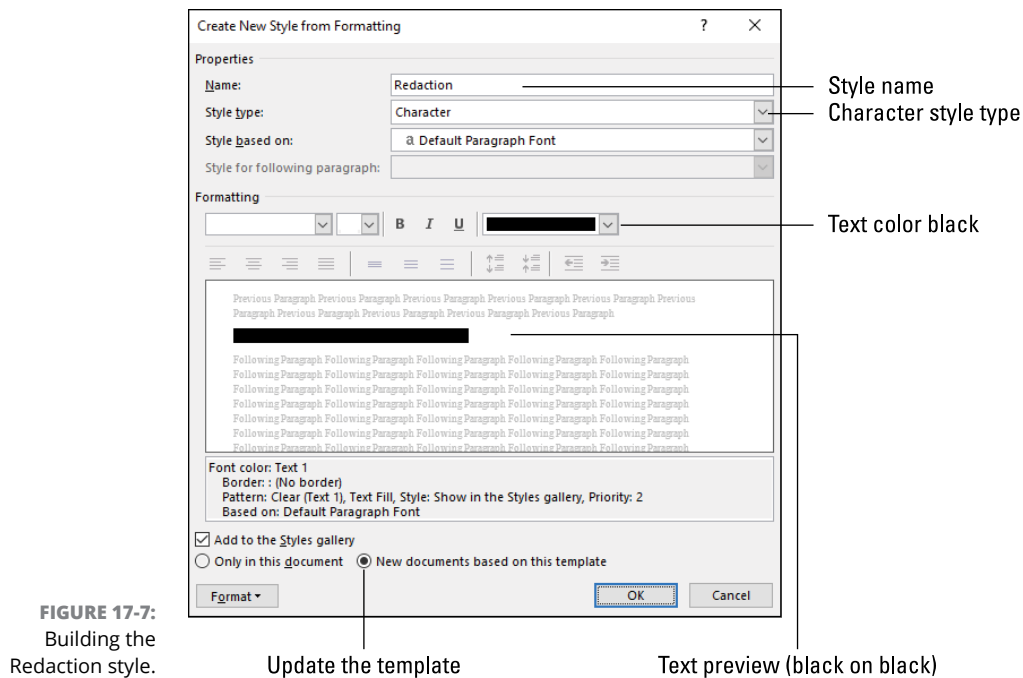 Create New Style from Formatting ?
Properties
Name: Redaction
Style name
Style type: Character
Character style type
Style based on: a Default Paragraph Font
Style for following paragraph:
Formatting
B I U
Text color black
Previous Paragraph Previous Paragraph Previous Paragraph Previous Paragraph Previous Paragraph Previous
Paragraph Previous Paragraph Previous Paragraph Previous Paragraph Previous Paragraph
Following Paragraph Following Paragraph Following Paragraph Following Paragraph Following Paragraph
Following Paragraph Following Paragraph Following Paragraph Following Paragraph Following Paragraph
Following Paragraph Following Paragraph Following Paragraph Following Paragraph Following Paragraph
Following Paragraph Following Paragraph Following Paragraph Following Paragraph Following Paragraph
Following Paragraph Following Paragraph Following Paragraph Following Paragraph Following Paragraph
Following Paragraph Following Paragraph Following Paragraph Following Paragraph Following Paragraph
Following Paragraph Following Paragraph Following Paragraph Following Paragraph Following Paragraph
Font color: Text 1
Border: : (No border)
Pattern: Clear (Text 1), Text Fill, Style: Show in the Styles gallery, Priority: 2
Based on: Default Paragraph Font
Add to the Styles gallery
Only in this document New documents based on this template
Format OK Cancel
FIGURE 17-7:
Building the
Redaction style.
Update the template
Text preview (black on black)